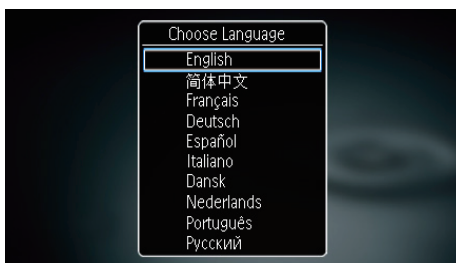 Choose Language
English
简体中文
Français
Deutsch
Español
Italiano
Dansk
Nederlands
Português
Русский